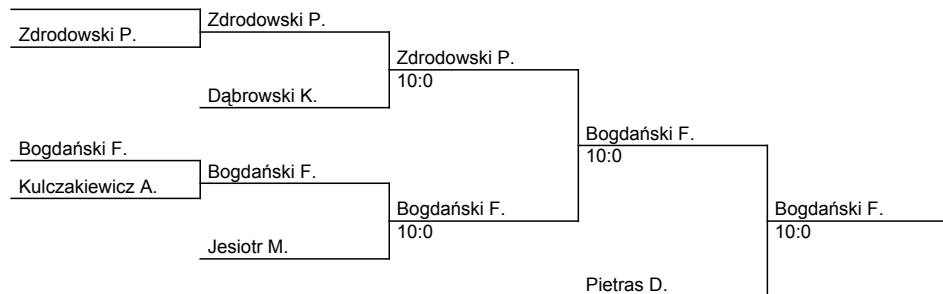 Zdrodowski P.
Zdrodowski P.
Zdrodowski P.
10:0
Dąbrowski K.
Bogdański F.
10:0
Bogdański F.
Bogdański F.
Kulczakiewicz A.
Bogdański F.
10:0
Bogdański F.
10:0
Jesiotr M.
Pietras D.